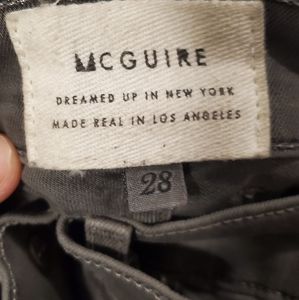 MCGUIRE
DREAMED UP IN NEW YORK
MADE REAL IN LOS ANGELES
28